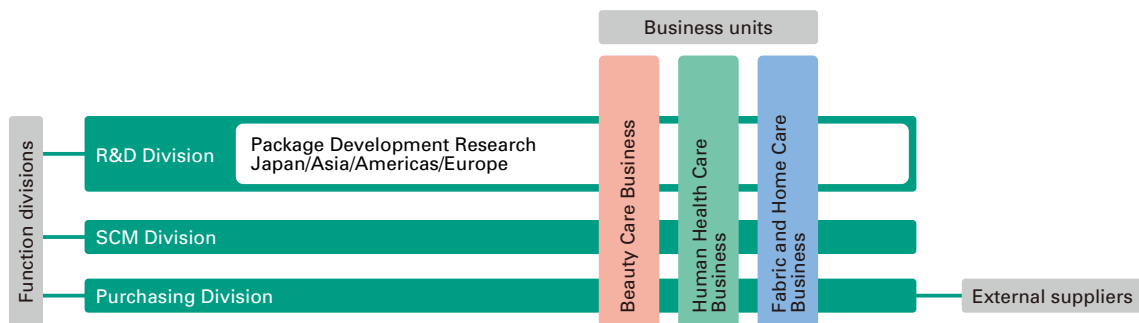 Business units
Function divisions
R&D Division
Package Development Research
Japan/Asia/Americas/Europe
SCM Division
Purchasing Division
Beauty Care Business
Human Health Care
Business
Fabric and Home Care
Business
External suppliers